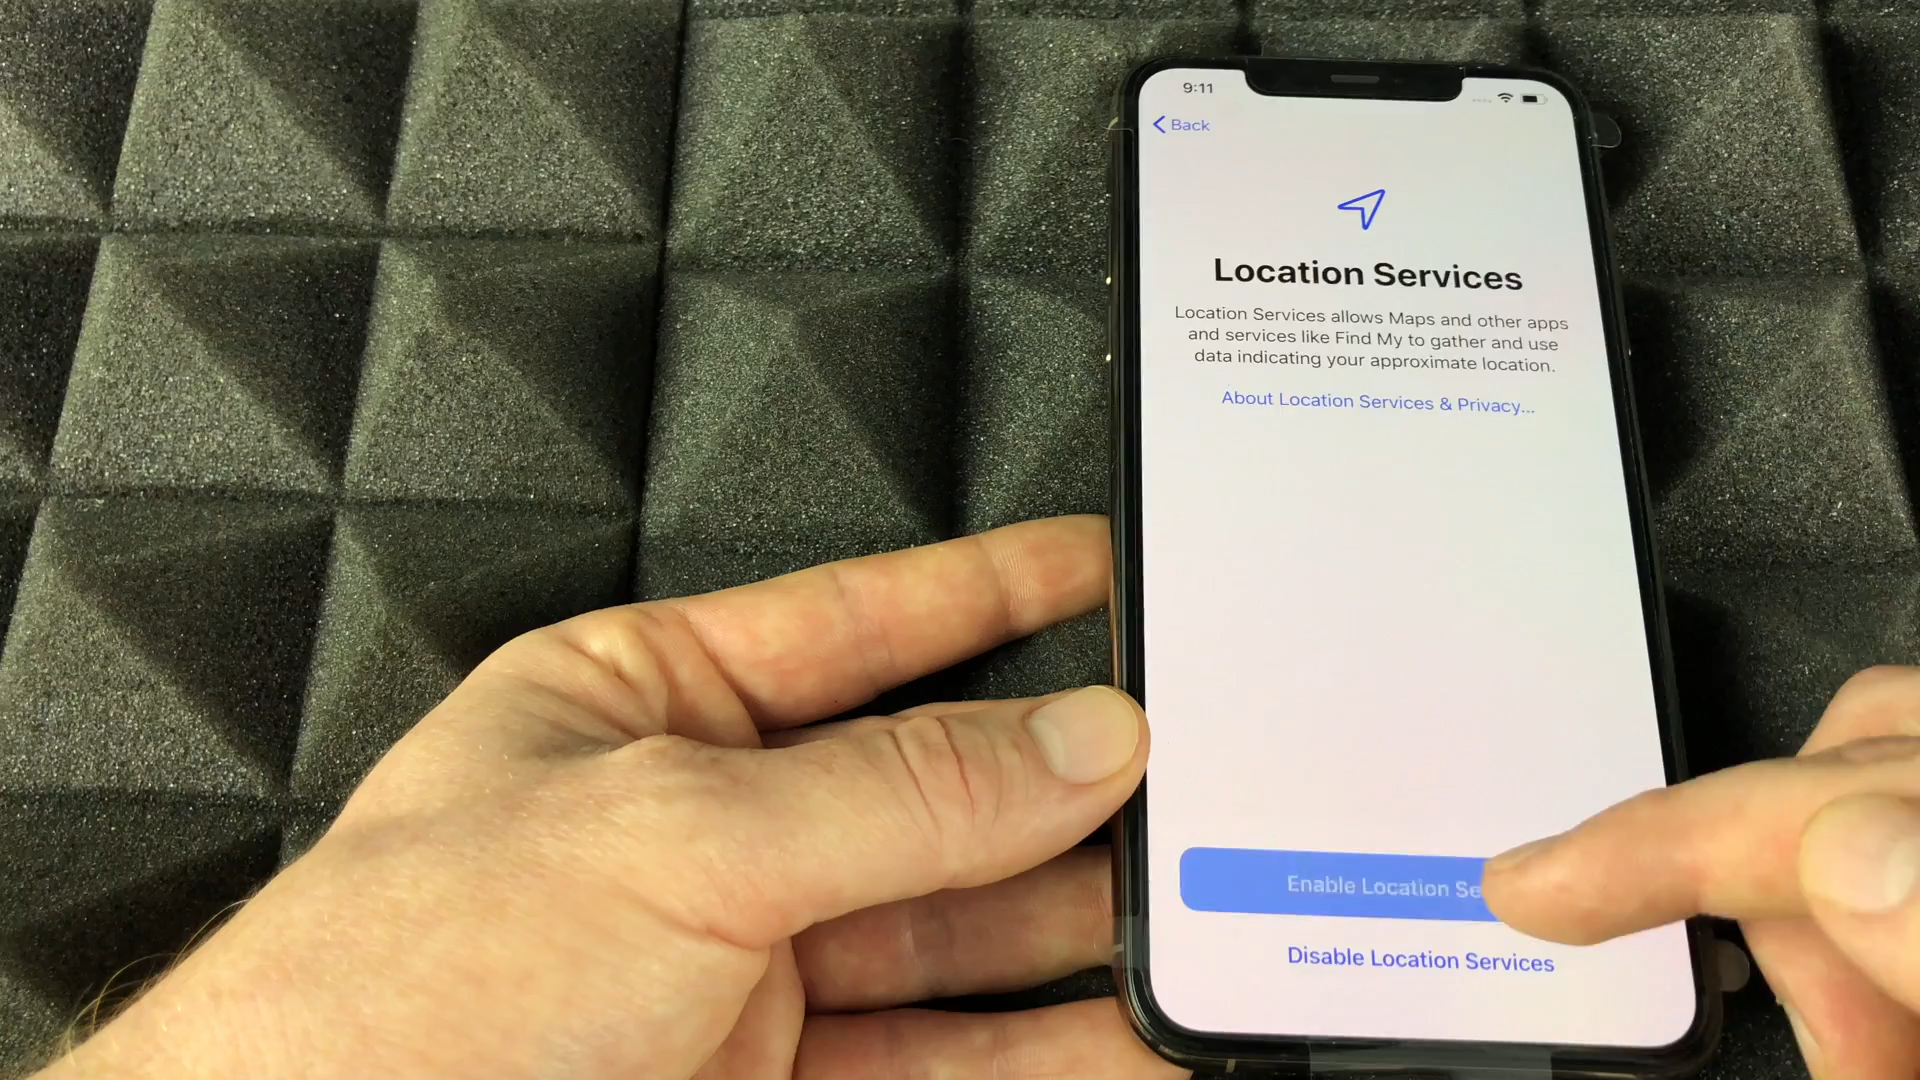 9:11
Back
Location Services
Location Services allows Maps and other apps
and services like Find My to gather and use
data indicating your approximate location.
About Location Services & Privacy...
Enable Location Se
Disable Location Services